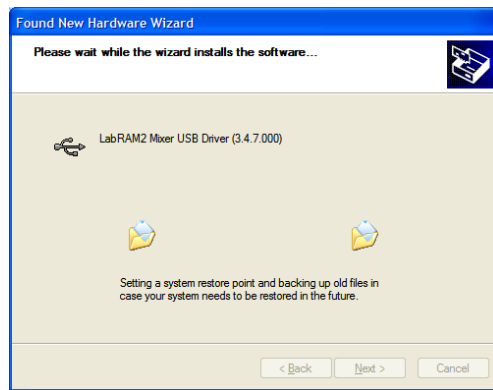 Found New Hardware Wizard
Please wait while the wizard installs the software...
LabRAM2 Mixer USB Driver (3.4.7.000)
Setting a system restore point and backing up old files in
case your system needs to be restored in the future.
< Back Next > Cancel